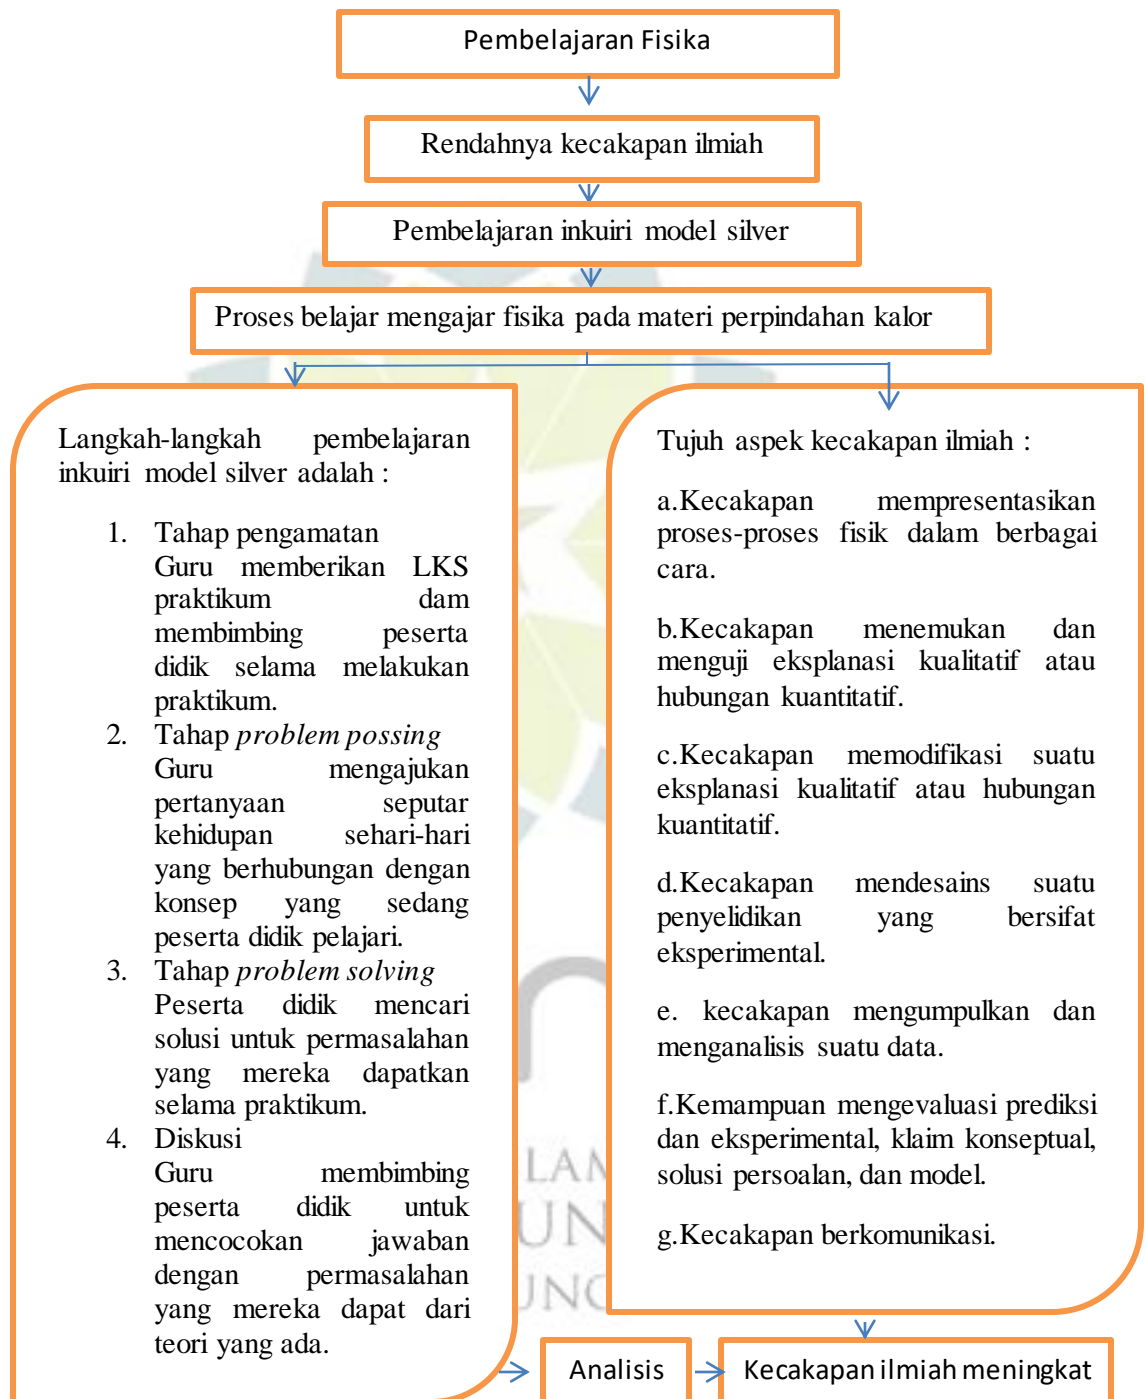 Pembelajaran Fisika
Rendahnya kecakapan ilmiah
Pembelajaran inkuiri model silver
Proses belajar mengajar fisika pada materi perpindahan kalor
Langkah-langkah pembelajaran
inkuiri model silver adalah :
1. Tahap pengamatan
Guru memberikan LKS
praktikum dam
membimbing peserta
didik selama melakukan
praktikum.
2. Tahap problem possing
Guru mengajukan
pertanyaan seputar
kehidupan sehari-hari
yang berhubungan dengan
konsep yang sedang
peserta didik pelajari.
3. Tahap problem solving
Peserta didik mencari
solusi untuk permasalahan
yang mereka dapatkan
selama praktikum.
4. Diskusi
Guru membimbing
peserta didik untuk
mencocokan jawaban
dengan permasalahan
yang mereka dapat dari
teori yang ada.
Tujuh aspek kecakapan ilmiah :
a.Kecakapan mempresentasikan
proses-proses fisik dalam berbagai
cara.
b.Kecakapan menemukan dan
menguji eksplanasi kualitatif atau
hubungan kuantitatif.
c.Kecakapan memodifikasi suatu
eksplanasi kualitatif atau hubungan
kuantitatif.
d.Kecakapan mendesains suatu
penyelidikan yang bersifat
eksperimental.
e. kecakapan mengumpulkan dan
menganalisis suatu data.
f.Kemampuan mengevaluasi prediksi
dan eksperimental, klaim konseptual,
solusi persoalan, dan model.
g.Kecakapan berkomunikasi.
LAM
UN
UNG
Analisis
Kecakapan ilmiah meningkat